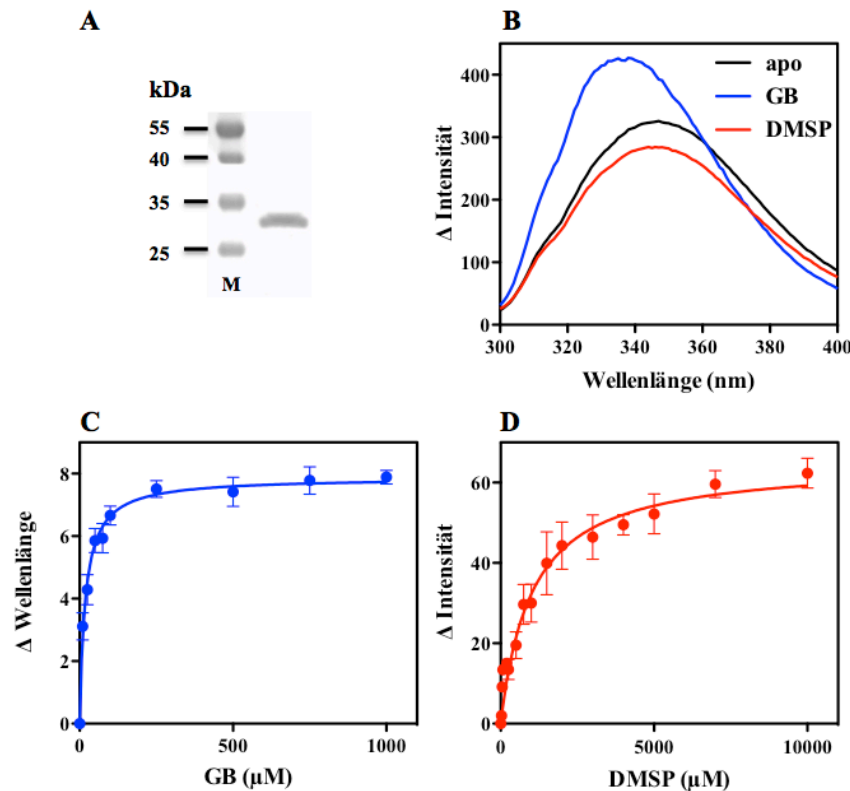 A
kDa
55
40
35
25
M
B
Δ Intensität
400
300
200
100
0
apo
GB
DMSP
300 320 340 360 380 400
Wellenlänge (nm)
C
Δ Wellenlänge
8
6
4
2
0
0 500 1000
GB (μM)
D
Δ Intensität
60
40
20
0
0 5000 10000
DMSP (μM)